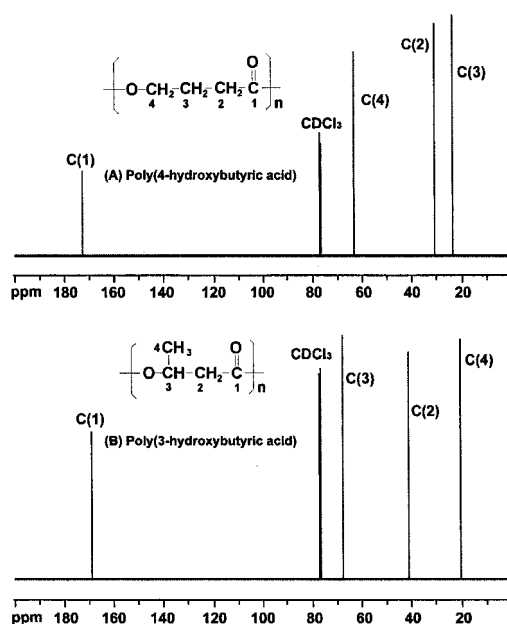 O
—O—CH₂—CH₂—CH₂—C—
4 3 2 1 n
C(2)
C(3)
C(4)
CDCl₃
C(1)
(A) Poly(4-hydroxybutyric acid)
ppm 180 160 140 120 100 80 60 40 20
4CH₃ O
—O—CH—CH₂—C—
3 2 1 n
CDCl₃
C(3)
C(4)
C(2)
C(1)
(B) Poly(3-hydroxybutyric acid)
ppm 180 160 140 120 100 80 60 40 20